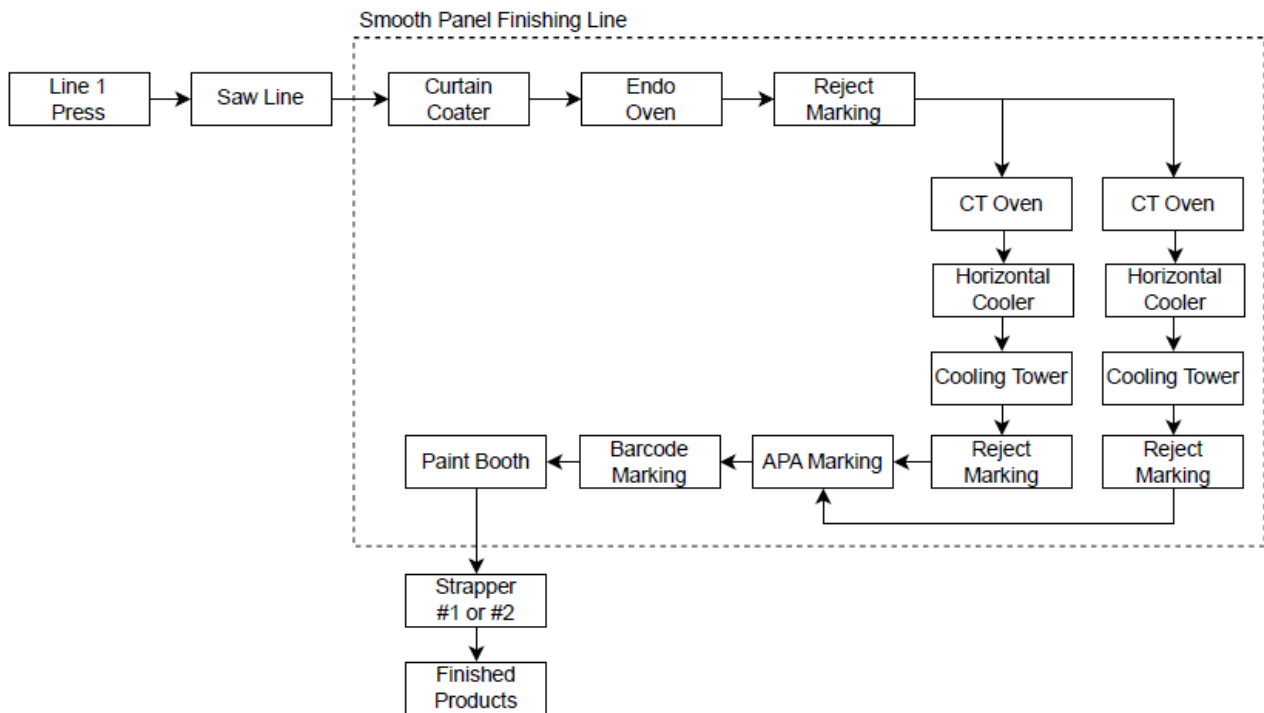 Smooth Panel Finishing Line
Line 1
Press
Saw Line
Curtain
Coater
Endo
Oven
Reject
Marking
CT Oven
CT Oven
Horizontal
Cooler
Horizontal
Cooler
Cooling Tower
Cooling Tower
Reject
Marking
Reject
Marking
APA Marking
Barcode
Marking
Paint Booth
Strapper
#1 or #2
Finished
Products